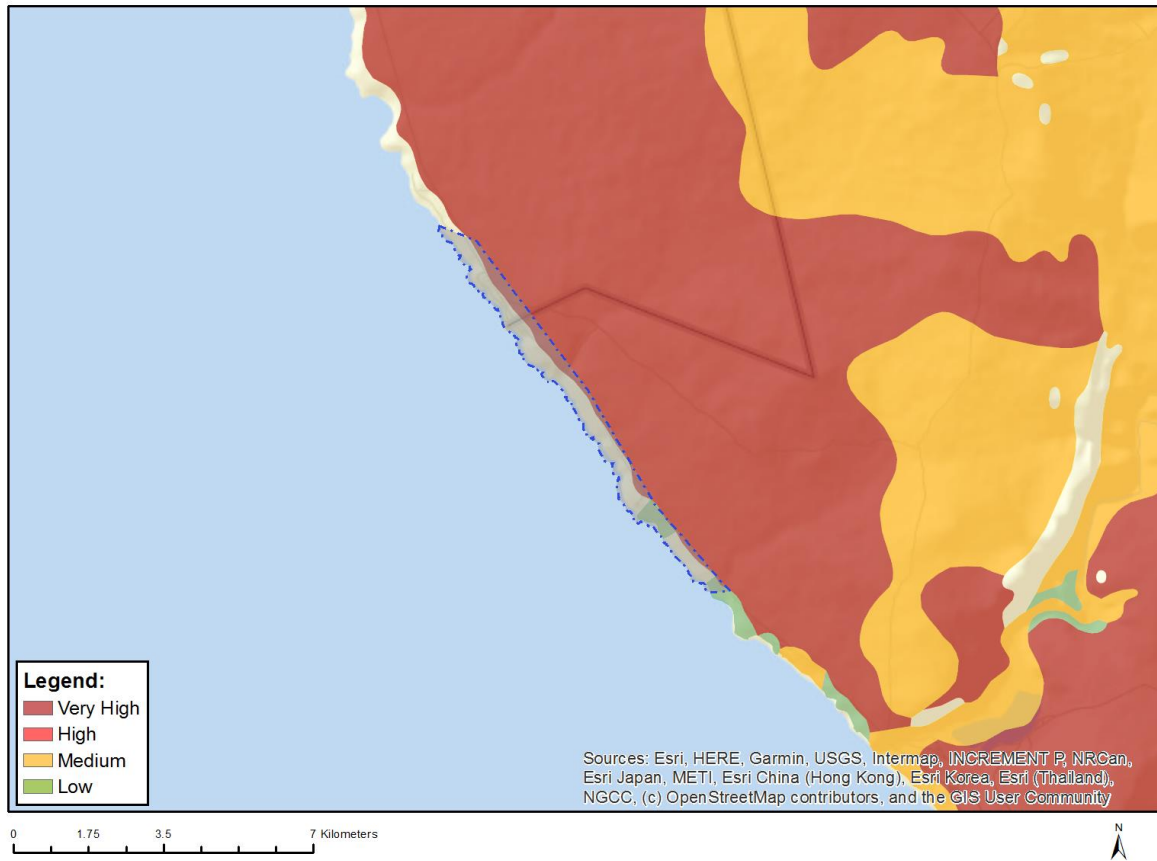 Legend:
Very High
High
Medium
Low
Sources: Esri, HERE, Garmin, USGS, Intermap, INCREMENT P, NRCan,
Esri Japan, METI, Esri China (Hong Kong), Esri Korea, Esri (Thailand),
NGCC, (c) OpenStreetMap contributors, and the GIS User Community
0 1.75 3.5 7 Kilometers
N